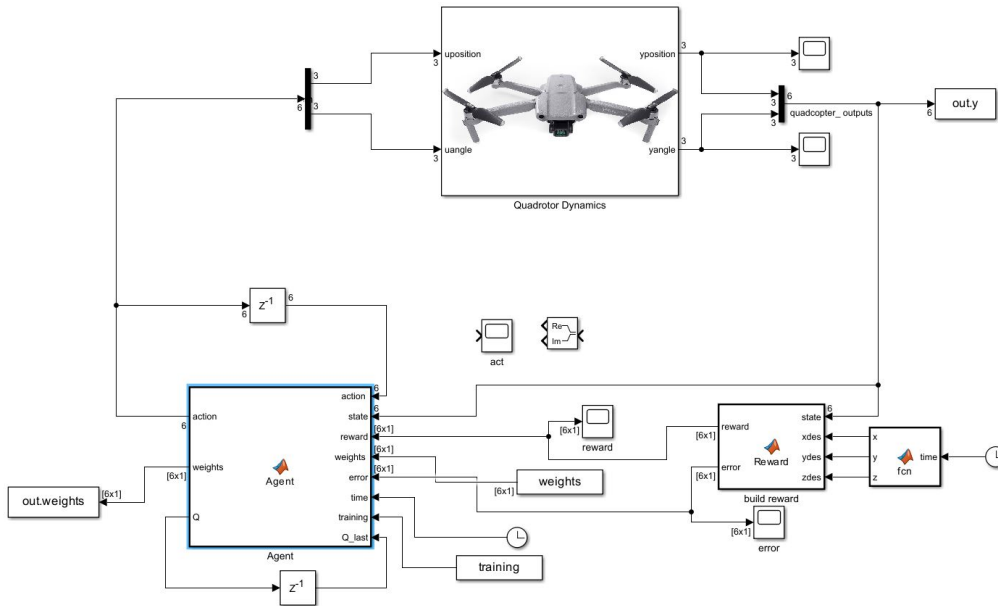 uposition
3
yposition
3
3
3
3
6
3
3
3
6
quadcopter_ outputs
out.y
6
uangle
3
yangle
3
3
Quadrotor Dynamics
6
Z-1
6
Re
Im
act
action
6
action
6
state
6
reward
[6x1]
weights
[6x1]
error
[6x1]
time
training
Q_last
weights
[6x1]
Q
Agent
Agent
out.weights
[6x1]
[6x1]
reward
weights
[6x1]
training
Z-1
reward
[6x1]
error
[6x1]
Reward
state
6
xdes
ydes
zdes
build reward
[6x1]
error
x
y
z
fcn
time